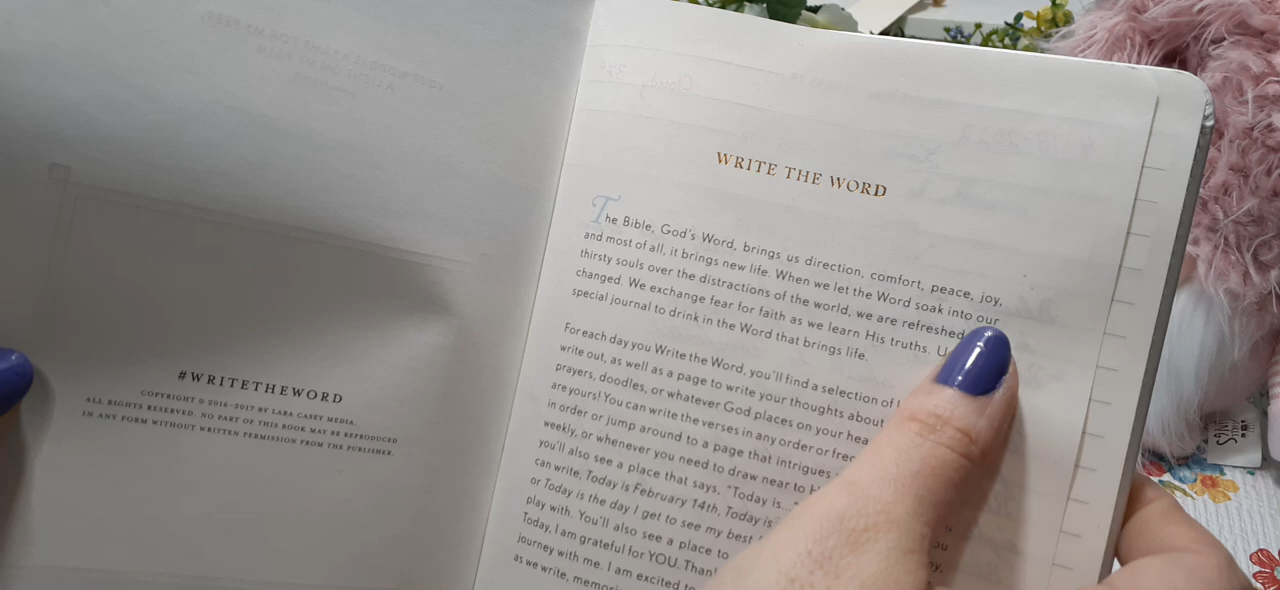 #WRITETHEWORD
COPYRIGHT © 2016-2017 BY LARA CASEY MEDIA.
ALL RIGHTS RESERVED. NO PART OF THIS BOOK MAY BE REPRODUCED
IN ANY FORM WITHOUT WRITTEN PERMISSION FROM THE PUBLISHER.
WRITE THE WORD
The Bible, God's Word, brings us direction, comfort, peace, joy,
and most of all, it brings new life. When we let the Word soak into our
thirsty souls over the distractions of the world, we are refreshed
changed. We exchange fear for faith as we learn His truths.
special journal to drink in the Word that brings life.
For each day you Write the Word, you'll find a selection of
write out, as well as a page to write your thoughts about
prayers, doodles, or whatever God places on your
are yours! You can write the verses in any order or
in order or jump around to a page that intrigues
weekly, or whenever you need to draw near to
you'll also see a place that says, "Today is..."
can write, Today is February 14th, Today is
or Today is the day I get to see my best
play with. You'll also see a place to
Today, I am grateful for YOU.
journey with me. I am excited
as we write,